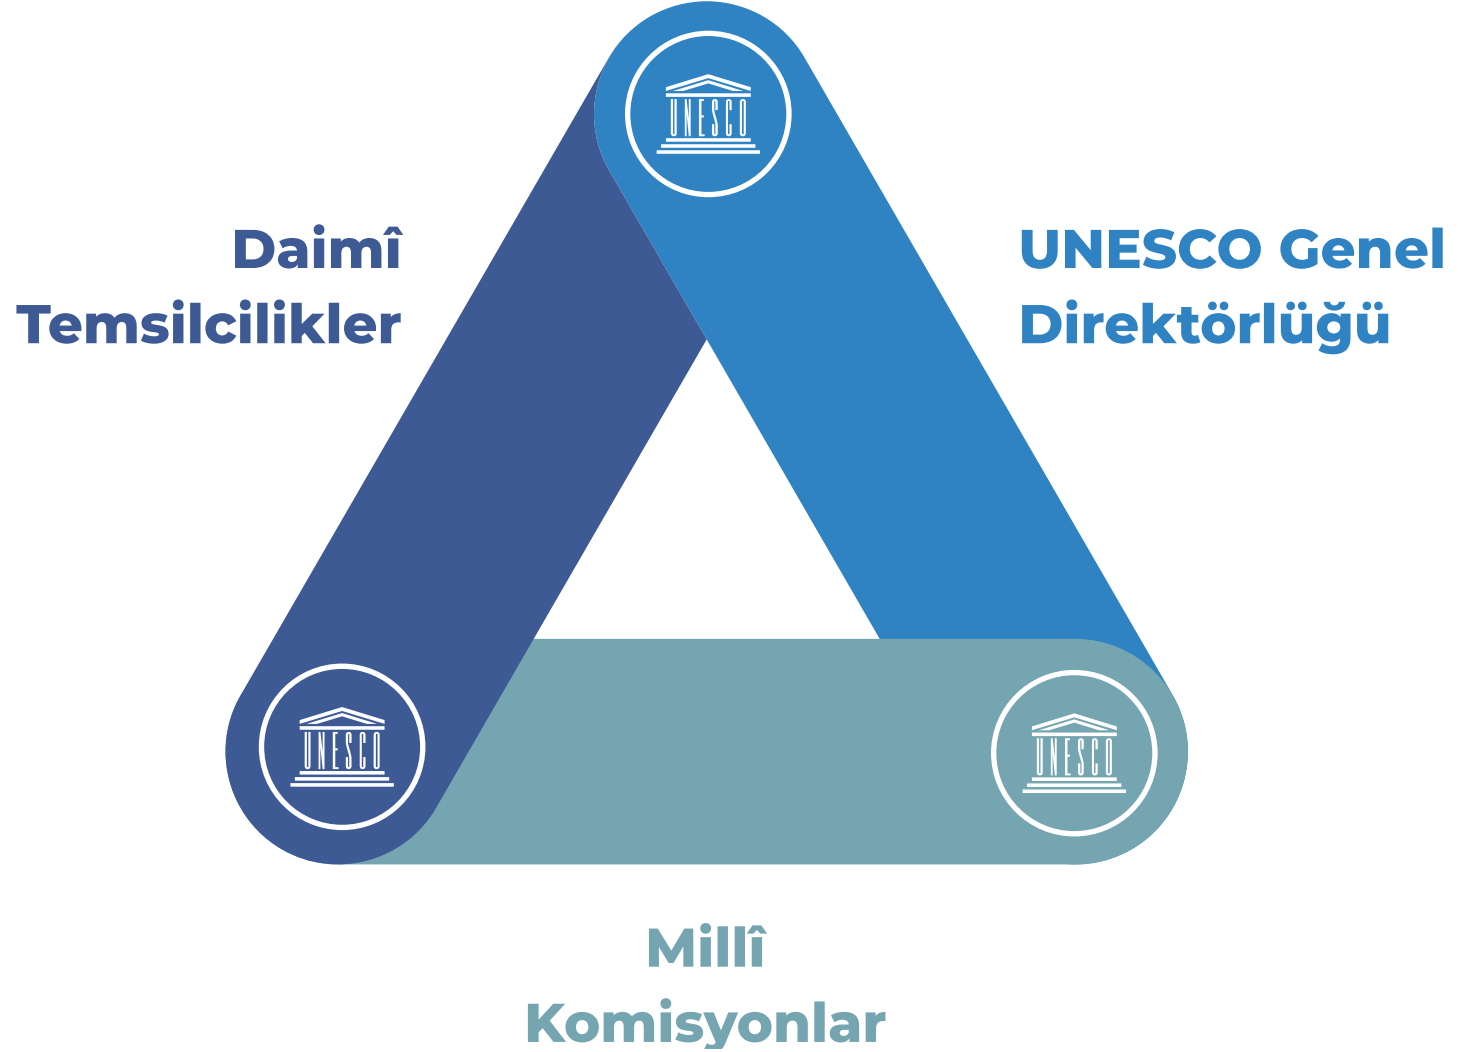 UNESCO
Daimî
Temsilcilikler
UNESCO Genel
Direktörlüğü
UNESCO
UNESCO
Millî
Komisyonlar